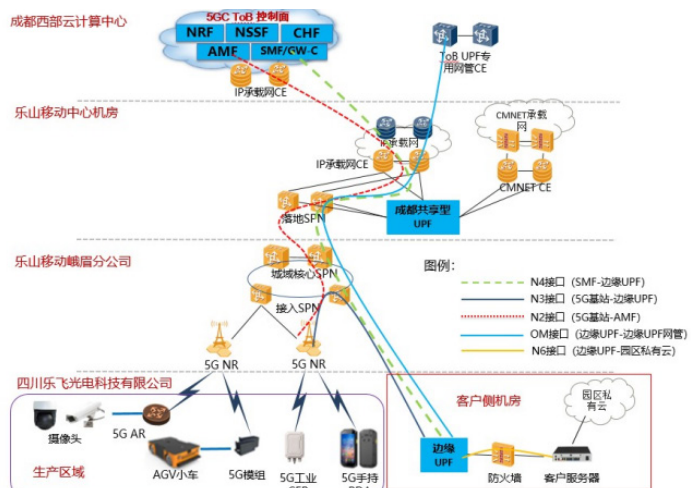 成都西部云计算中心
5GC ToB 控制面
NRF
NSSF
CHF
AMF
SMF/GW-C
IP承载网CE
ToB UPF专
用网管CE
乐山移动中心机房
CMNET承载
网
IP承载网
IP承载网CE
CMNET CE
落地SPN
成都共享型
UPF
乐山移动峨眉分公司
城域核心SPN
接入SPN
5G NR
5G NR
图例：
N4接口（SMF-边缘UPF）
N3接口（5G基站-边缘UPF）
N2接口（5G基站-AMF）
OM接口（边缘UPF-边缘UPF网管）
N6接口（边缘UPF-园区私有云）
四川乐飞光电科技有限公司
客户侧机房
园区私
有云
摄像头
5G AR
生产区域
AGV小车
5G模组
5G工业
5G手持
边缘
UPF
防火墙
客户服务器